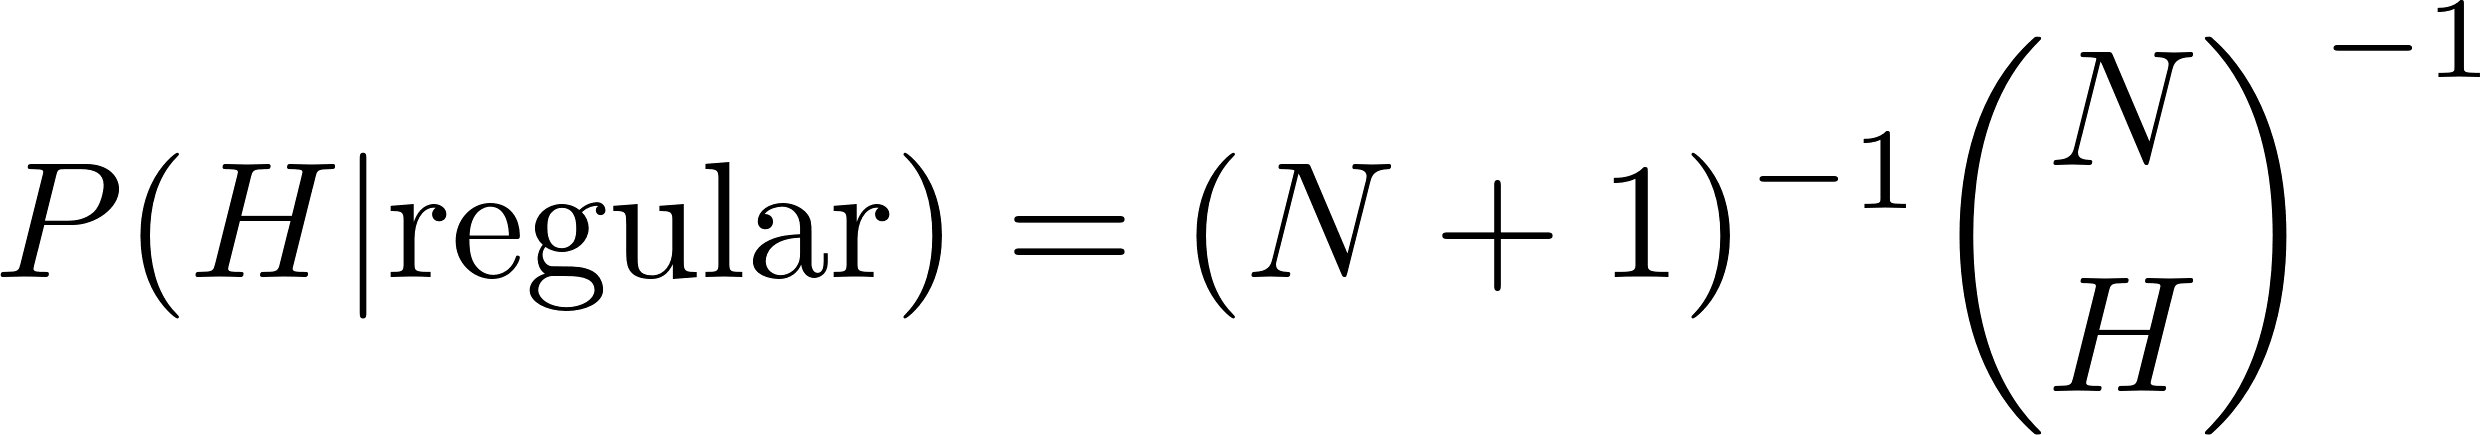 P(H|regular) = (N + 1)^{-1} \binom{N}{H}^{-1}